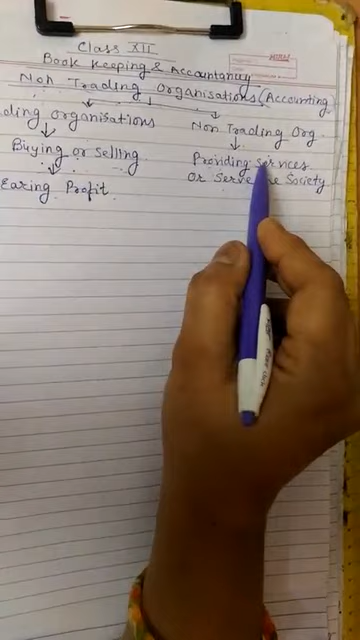 Class XII
Book Keeping & Accountancy
Non Trading Organisations (Accounting
ding organisations
Non Trading Org.
Buying or Selling
Providing services
Earing Profit
Or Serve Society